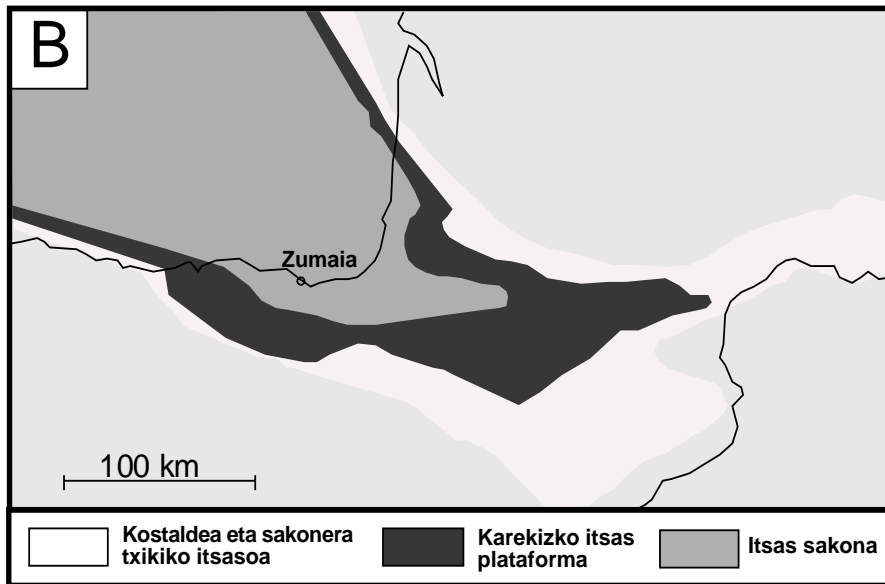 B
Zumaia
100 km
Kostaldea eta sakonera
txikiko itsasoa
Karekizko itsas
plataforma
Itsas sakona